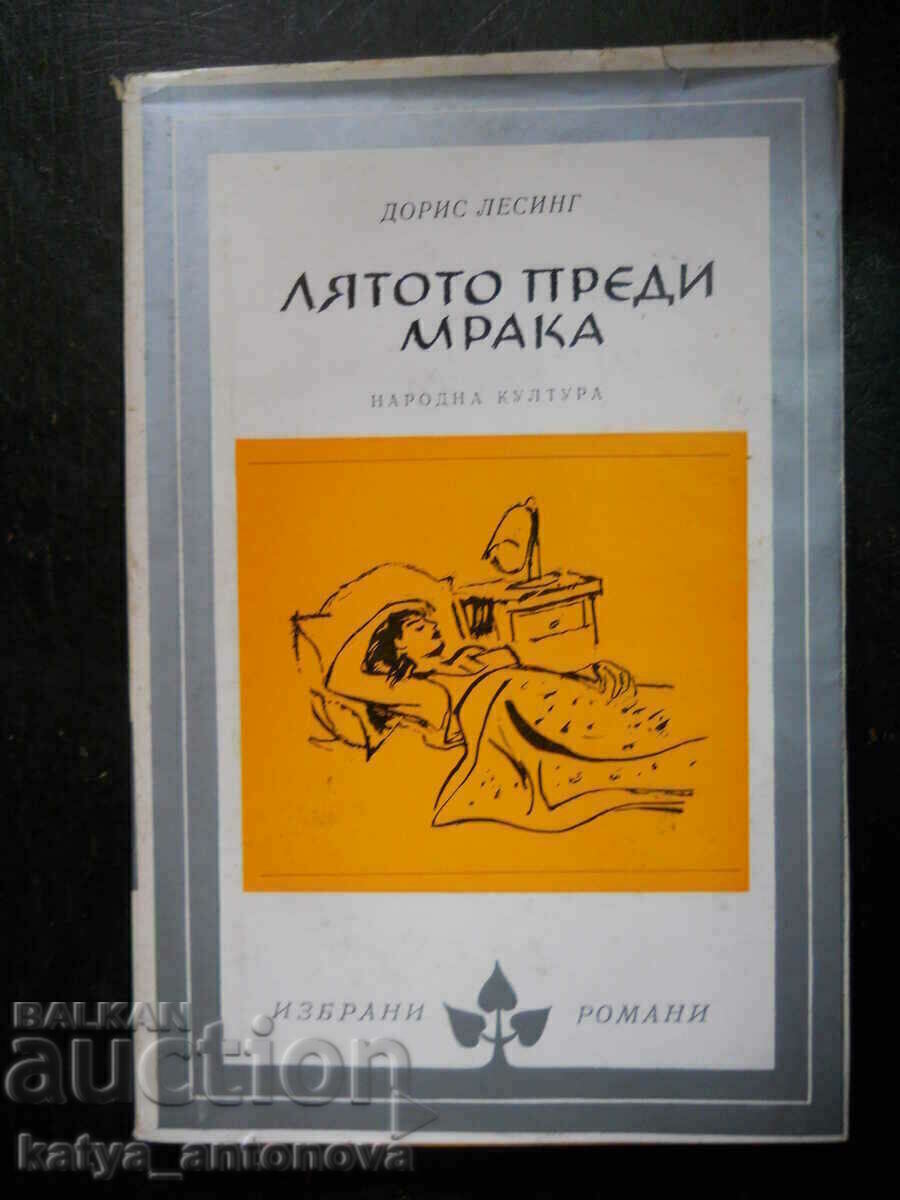 ДОРИС ЛЕСИНГ
ЛЯТОТО ПРЕДИ
МРАКА
НАРОДНА КУЛТУРА
ИЗБРАНИ РОМАНИ
BALKAN
auction
katya_antonova